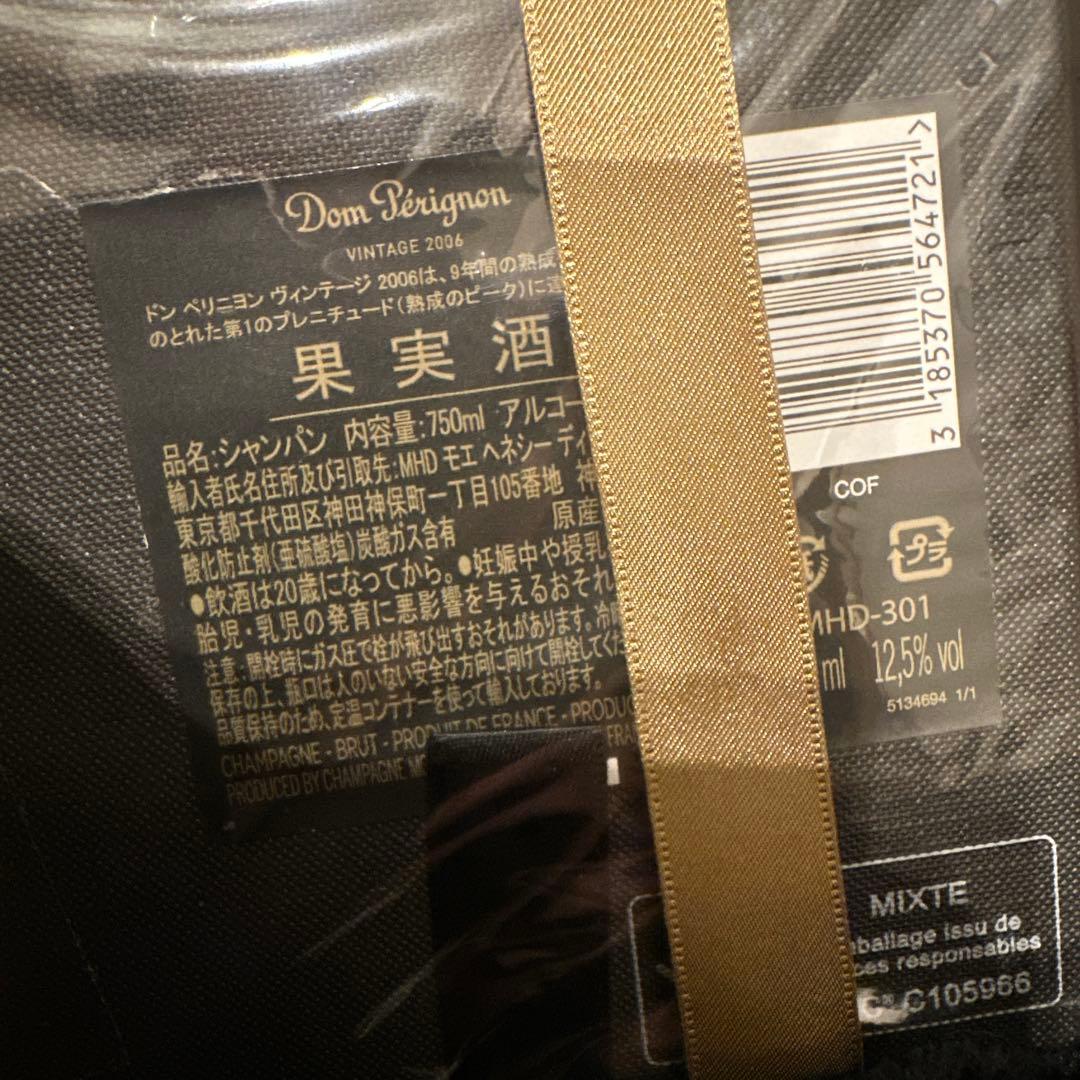 Dom Pérignon
VINTAGE 2006
ドン ペリニヨン ヴィンテージ 2006は、9年間の熟成
のとれた第1のプレニチュード(熟成のピーク)に
果実酒
品名:シャンパン 内容量:750ml アルコー
輸入者氏名住所及び引取先:MHD モエ ヘネシー ディ
東京都千代田区神田神保町一丁目105番地 神
酸化防止剤(亜硫酸塩)炭酸ガス含有 原産
●飲酒は20歳になってから。●妊娠中や授乳
胎児・乳児の発育に悪影響を与えるおそれ
注意:開栓時にガス圧で栓が飛び出すおそれがあります。冷
保存の上、瓶口は人のいない安全な方向に向けて開栓してくだ
品質保持のため、定温コンテナーを使って輸入しております。
CHAMPAGNE - BRUT - PRODUIT DE FRANCE - PRODUC
PRODUCED BY CHAMPAGNE MO
FRA
3 185370 564721 >
COF
プラ
MHD-301
ml 12,5% vol
5134694 1/1
MIXTE
ballage issu de
ces responsables
C® C105966